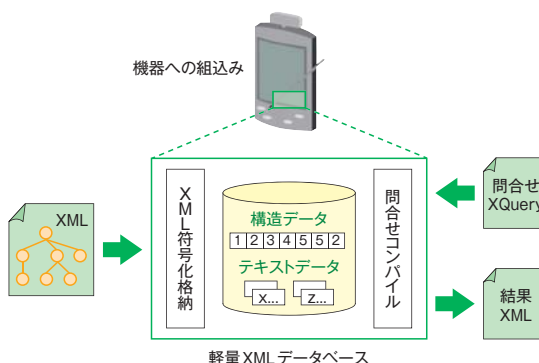 機器への組込み
XML
XML符号化格納
構造データ
1 2 3 4 5 5 2
テキストデータ
X...
Z...
問合せコンパイル
問合せ
XQuery
結果
XML
軽量XMLデータベース